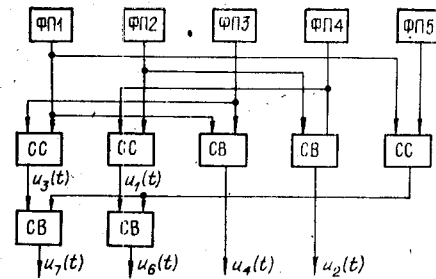 ФП1 ФП2 ФП3 ФП4 ФП5
СС СС СВ СВ СС
u₃(t) u₁(t)
СВ СВ
u₇(t) u₆(t) u₄(t) u₂(t)